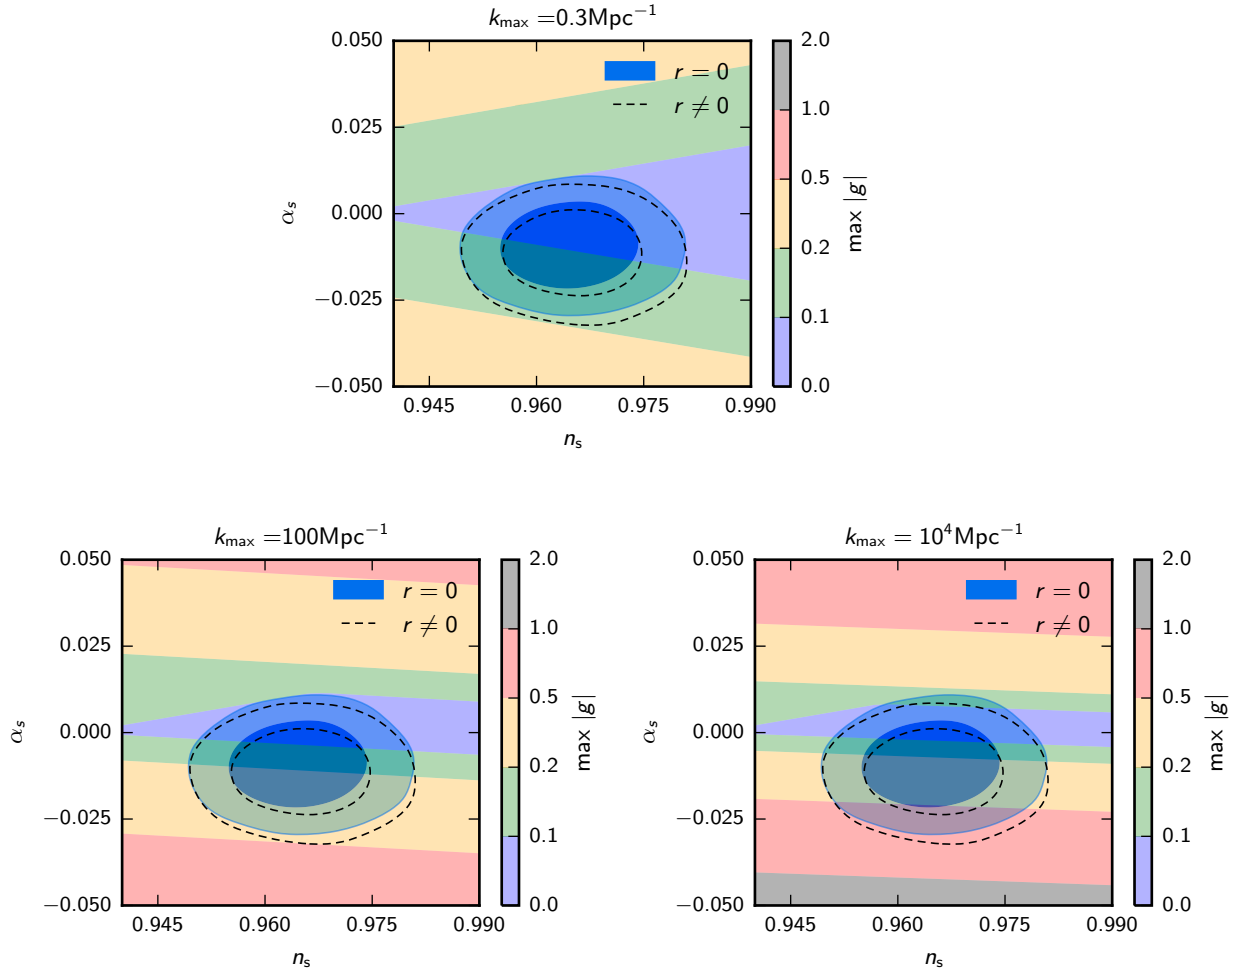 k_max = 0.3Mpc⁻¹
0.050
0.025
0.000
−0.025
−0.050
α_s
r = 0
r ≠ 0
0.945 0.960 0.975 0.990
n_s
2.0
1.0
0.5
0.2
0.1
0.0
max |g|
k_max = 100Mpc⁻¹
0.050
0.025
0.000
−0.025
−0.050
α_s
r = 0
r ≠ 0
0.945 0.960 0.975 0.990
n_s
2.0
1.0
0.5
0.2
0.1
0.0
max |g|
k_max = 10⁴Mpc⁻¹
0.050
0.025
0.000
−0.025
−0.050
α_s
r = 0
r ≠ 0
0.945 0.960 0.975 0.990
n_s
2.0
1.0
0.5
0.2
0.1
0.0
max |g|